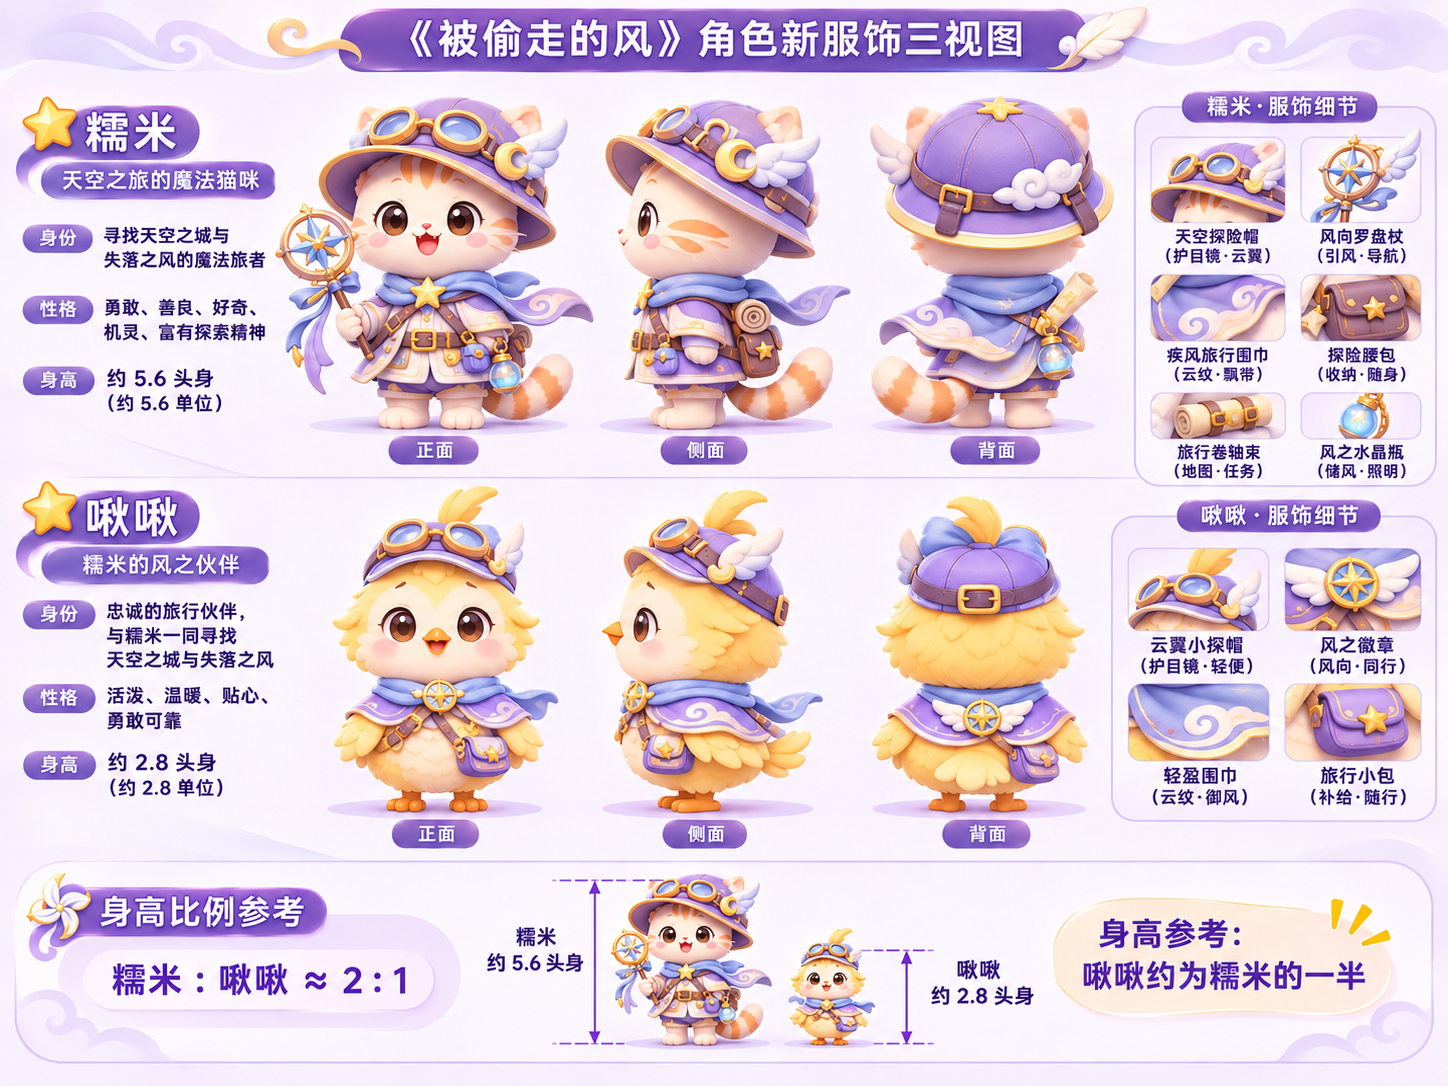 《被偷走的风》角色新服饰三视图
糯米
天空之旅的魔法猫咪
身份
寻找天空之城与
失落之风的魔法旅者
性格
勇敢、善良、好奇、
机灵、富有探索精神
身高
约 5.6 头身
（约 5.6 单位）
正面
侧面
背面
糯米·服饰细节
天空探险帽
（护目镜·云翼）
风向罗盘杖
（引风·导航）
疾风旅行围巾
（云纹·飘带）
探险腰包
（收纳·随身）
旅行卷轴束
（地图·任务）
风之水晶瓶
（储风·照明）
啾啾
糯米的风之伙伴
身份
忠诚的旅行伙伴，
与糯米一同寻找
天空之城与失落之风
性格
活泼、温暖、贴心、
勇敢可靠
身高
约 2.8 头身
（约 2.8 单位）
正面
侧面
背面
啾啾·服饰细节
云翼小探帽
（护目镜·轻便）
风之徽章
（风向·同行）
轻盈围巾
（云纹·御风）
旅行小包
（补给·随行）
身高比例参考
糯米：啾啾 ≈ 2：1
糯米
约 5.6 头身
啾啾
约 2.8 头身
身高参考：
啾啾约为糯米的一半